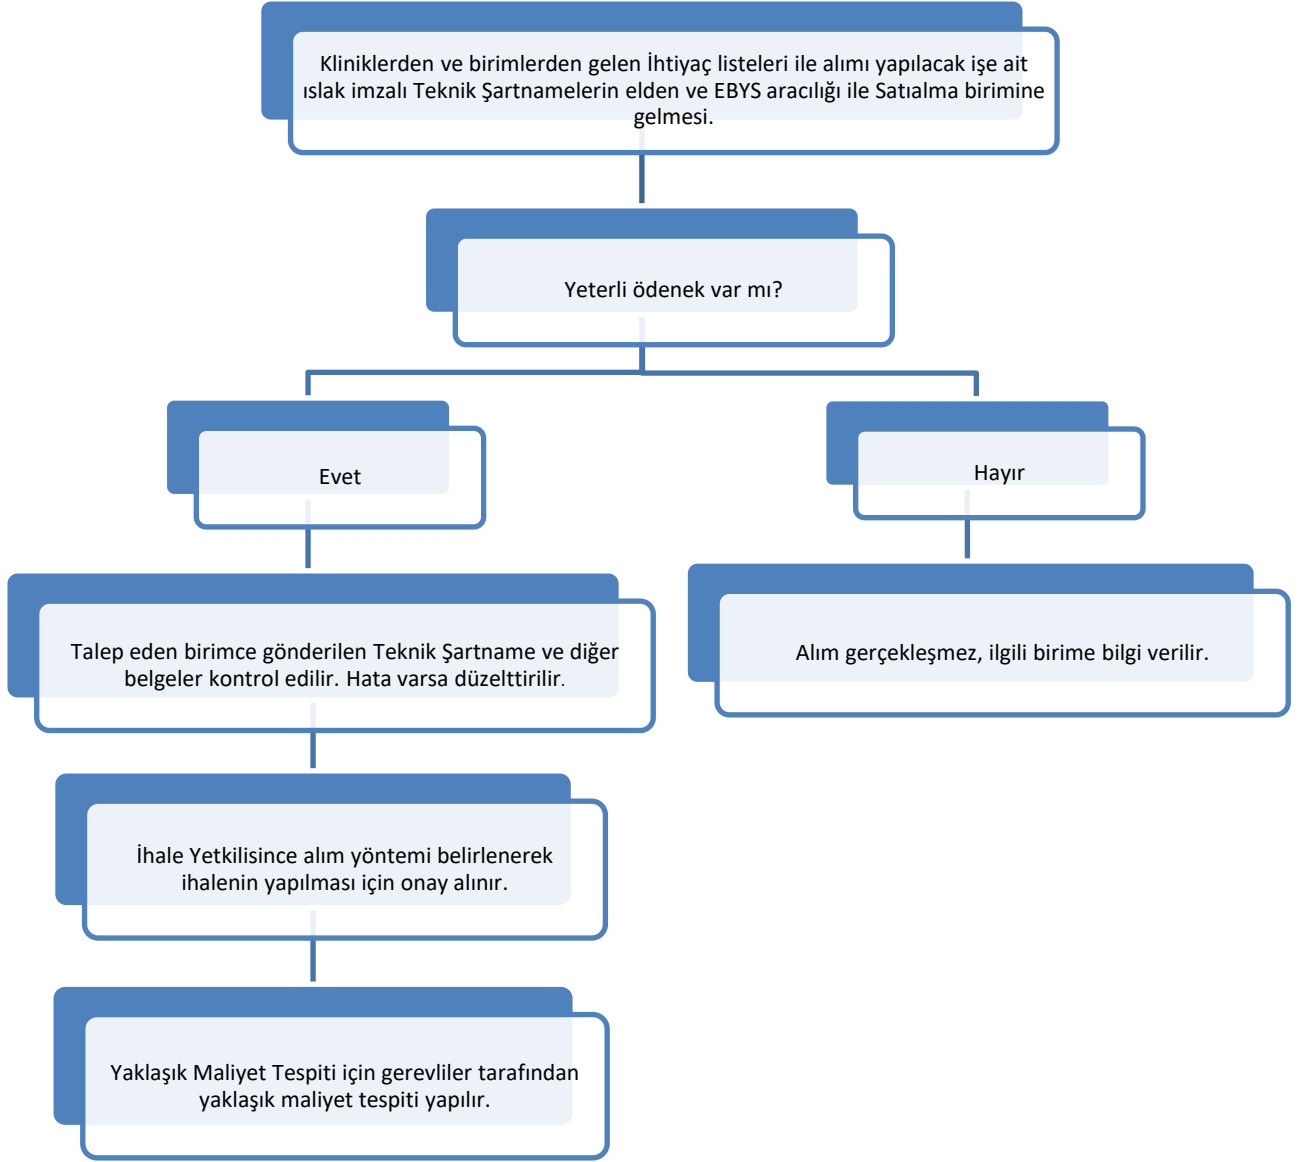 Kliniklerden ve birimlerden gelen İhtiyaç listeleri ile alımı yapılacak işe ait
ıslak imzalı Teknik Şartnamelerin elden ve EBYS aracılığı ile Satıalma birimine
gelmesi.
Yeterli ödenek var mı?
Evet
Hayır
Talep eden birimce gönderilen Teknik Şartname ve diğer
belgeler kontrol edilir. Hata varsa düzelttirilir.
Alım gerçekleşmez, ilgili birime bilgi verilir.
İhale Yetkilisince alım yöntemi belirlenerek
ihalenin yapılması için onay alınır.
Yaklaşık Maliyet Tespiti için gerevliler tarafından
yaklaşık maliyet tespiti yapılır.